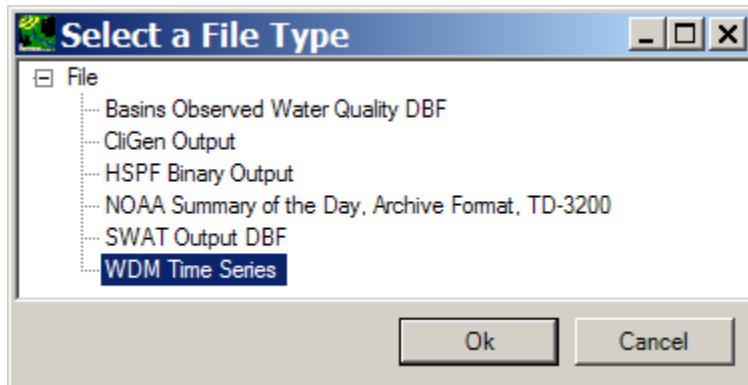 Select a File Type
File
Basins Observed Water Quality DBF
CliGen Output
HSPF Binary Output
NOAA Summary of the Day, Archive Format, TD-3200
SWAT Output DBF
WDM Time Series
Ok Cancel